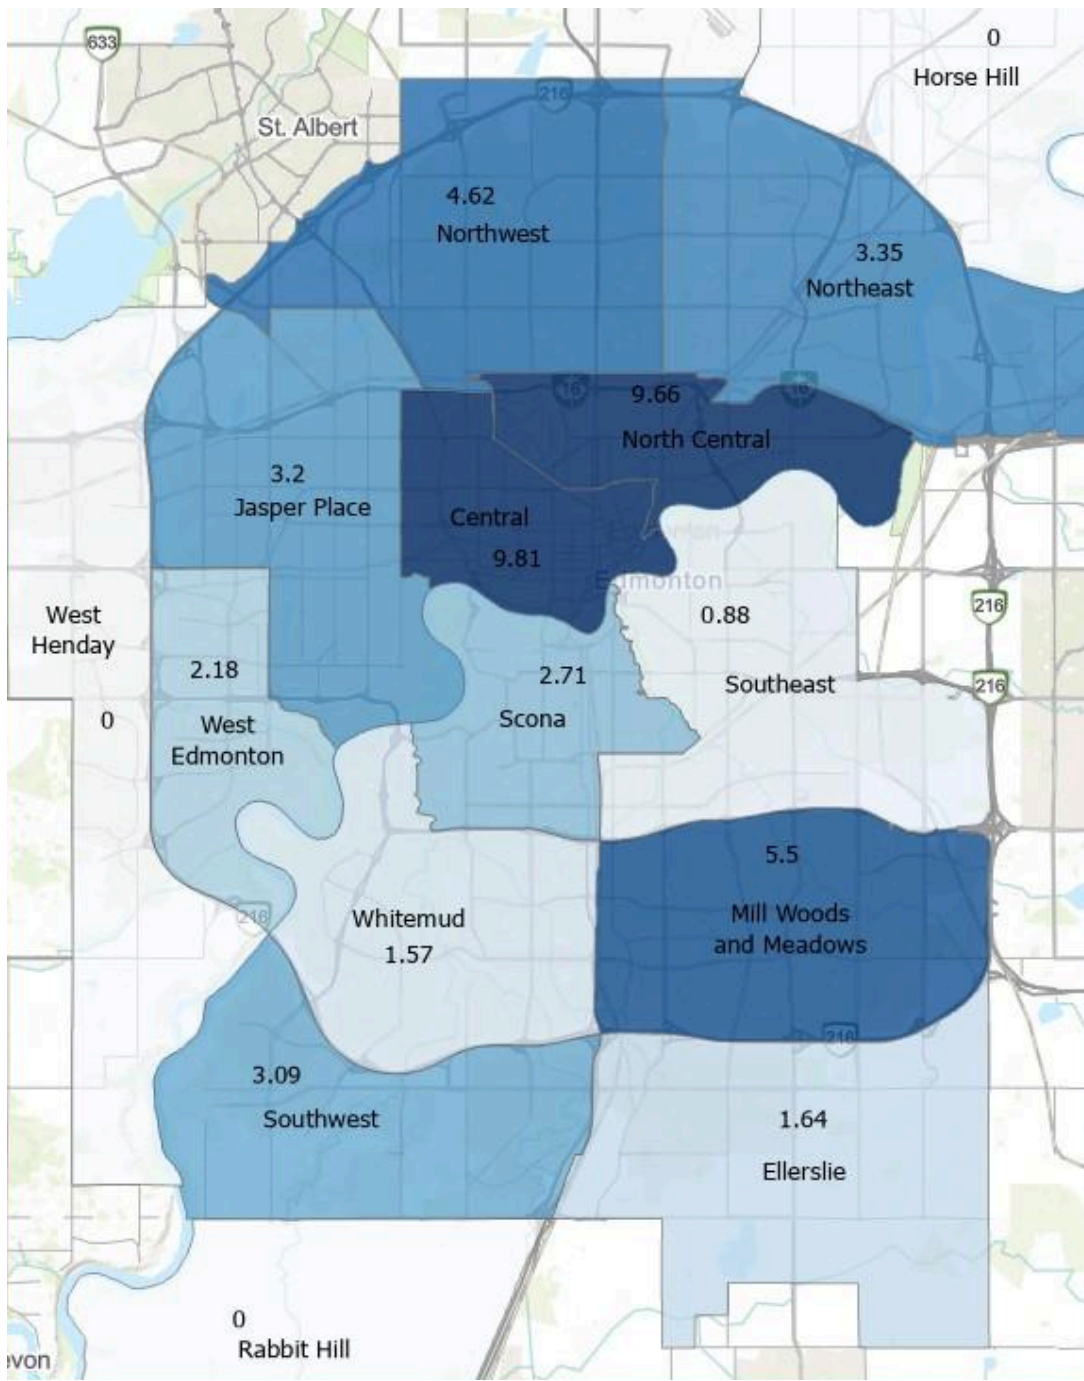 633
0
Horse Hill
216
St. Albert
4.62
Northwest
3.35
Northeast
16
9.66
16
North Central
3.2
Jasper Place
Central
9.81
Edmonton
West
Henday
0
2.18
West
Edmonton
2.71
Scona
0.88
Southeast
216
216
5.5
Mill Woods
and Meadows
216
Whitemud
1.57
216
3.09
Southwest
1.64
Ellerslie
0
Rabbit Hill
evon